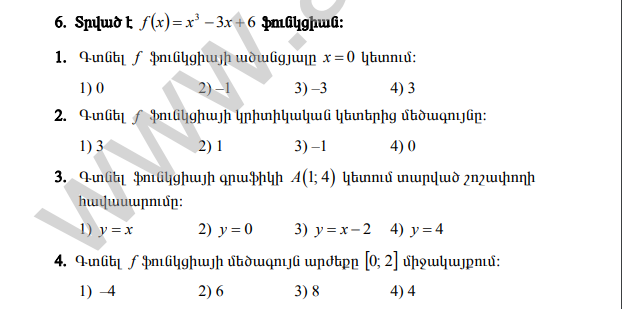 6. Տրված է f(x)=x³−3x+6 ֆունկցիան:
1. Գտնել f ֆունկցիայի ածանցյալը x=0 կետում:
1) 0 2) –1 3) –3 4) 3
2. Գտնել f ֆունկցիայի կրիտիկական կետերից մեծագույնը:
1) 3 2) 1 3) –1 4) 0
3. Գտնել ֆունկցիայի գրաֆիկի A(1; 4) կետում տարված շոշափողի
հավասարումը:
1) y=x 2) y=0 3) y=x−2 4) y=4
4. Գտնել f ֆունկցիայի մեծագույն արժեքը [0; 2] միջակայքում:
1) –4 2) 6 3) 8 4) 4
www.